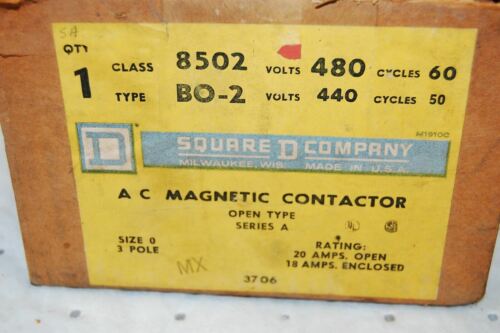 SA
QTY
1
CLASS 8502 VOLTS 480 CYCLES 60
TYPE BO-2 VOLTS 440 CYCLES 50
D
SQUARE D COMPANY
MILWAUKEE, WIS. MADE IN U.S.A.
A C MAGNETIC CONTACTOR
OPEN TYPE
SERIES A
UL
SIZE 0
3 POLE
RATING:
20 AMPS. OPEN
18 AMPS. ENCLOSED
MX
3706